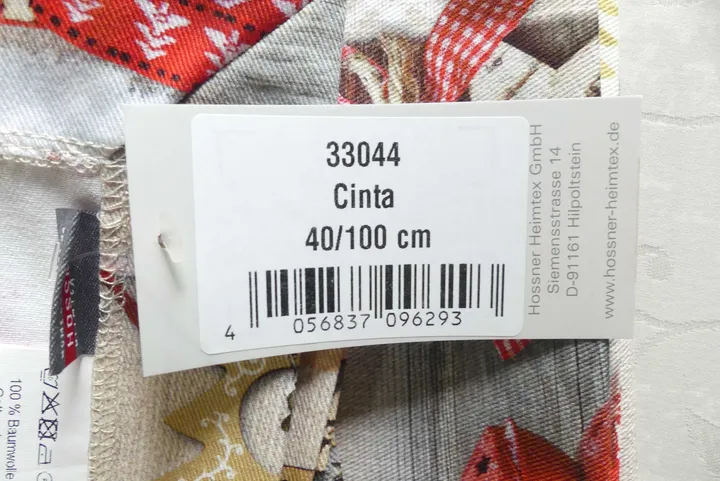 33044
Cinta
40/100 cm
4 056837 096293
Hossner Heimtex GmbH
Siemensstrasse 14
D-91161 Hilpoltstein
www.hossner-heimtex.de
100 % Baumwolle